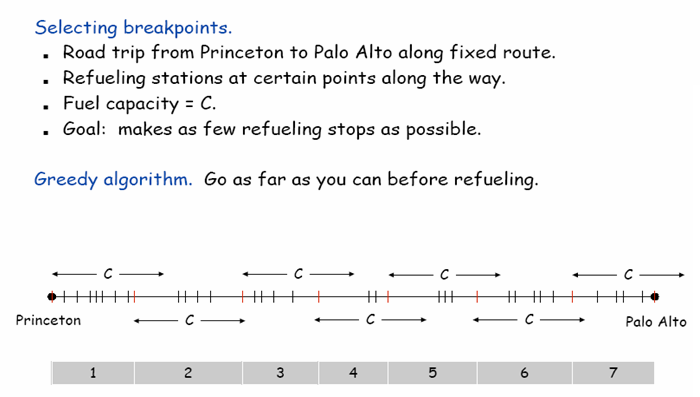 Selecting breakpoints.
▪ Road trip from Princeton to Palo Alto along fixed route.
▪ Refueling stations at certain points along the way.
▪ Fuel capacity = C.
▪ Goal: makes as few refueling stops as possible.
Greedy algorithm. Go as far as you can before refueling.
C C C C
Princeton C C C Palo Alto
1 2 3 4 5 6 7